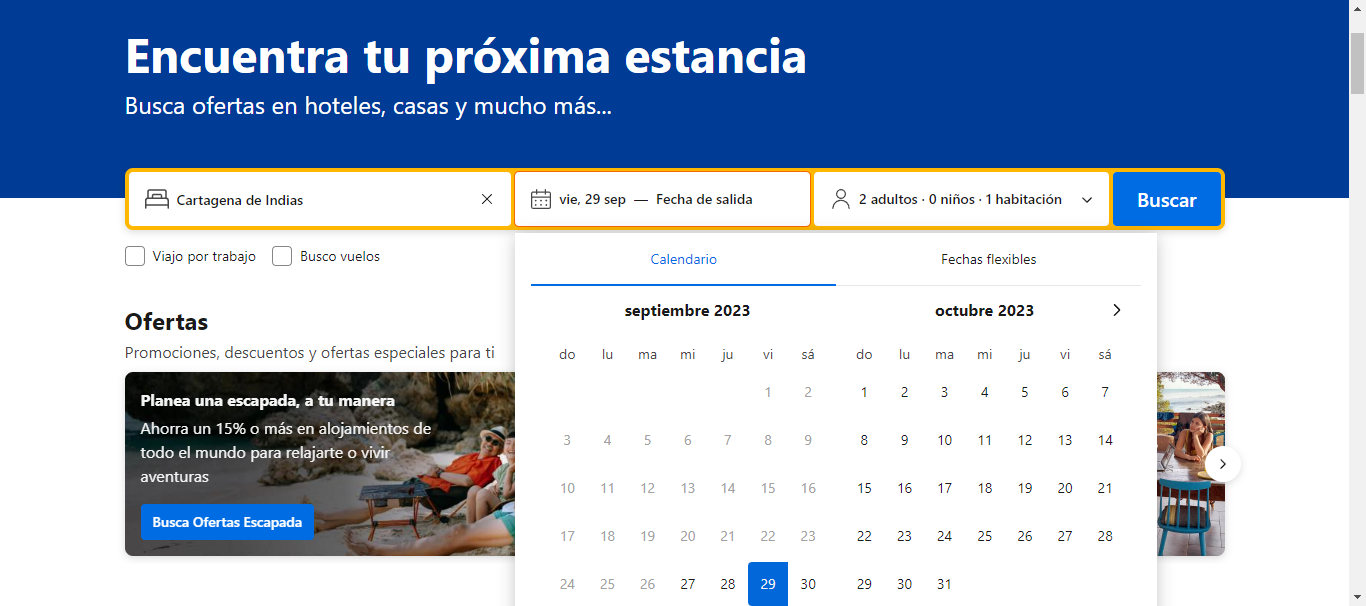 Encuentra tu próxima estancia
Busca ofertas en hoteles, casas y mucho más...
Cartagena de Indias
vie, 29 sep — Fecha de salida
2 adultos · 0 niños · 1 habitación
Buscar
Viajo por trabajo
Busco vuelos
Ofertas
Promociones, descuentos y ofertas especiales para ti
Planea una escapada, a tu manera
Ahorra un 15% o más en alojamientos de
todo el mundo para relajarte o vivir
aventuras
Busca Ofertas Escapada
Calendario
Fechas flexibles
septiembre 2023
do lu ma mi ju vi sá
1 2
3 4 5 6 7 8 9
10 11 12 13 14 15 16
17 18 19 20 21 22 23
24 25 26 27 28 29 30
octubre 2023
do lu ma mi ju vi sá
1 2 3 4 5 6 7
8 9 10 11 12 13 14
15 16 17 18 19 20 21
22 23 24 25 26 27 28
29 30 31